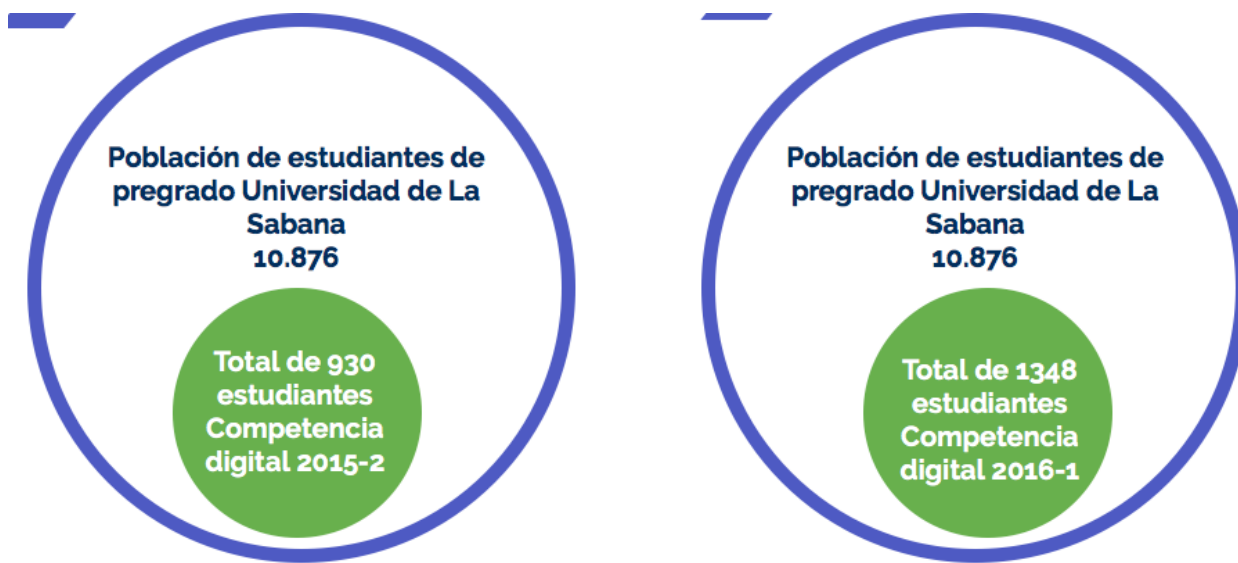 Población de estudiantes de
pregrado Universidad de La
Sabana
10.876
Total de 930
estudiantes
Competencia
digital 2015-2
Población de estudiantes de
pregrado Universidad de La
Sabana
10.876
Total de 1348
estudiantes
Competencia
digital 2016-1